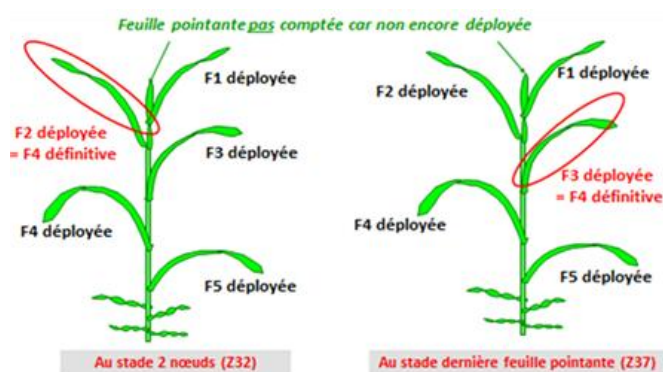 Feuille pointante pas comptée car non encore déployée
F1 déployée
F2 déployée
= F4 définitive
F3 déployée
F4 déployée
F5 déployée
Au stade 2 nœuds (Z32)
F1 déployée
F2 déployée
F3 déployée
= F4 définitive
F4 déployée
F5 déployée
Au stade dernière feuille pointante (Z37)